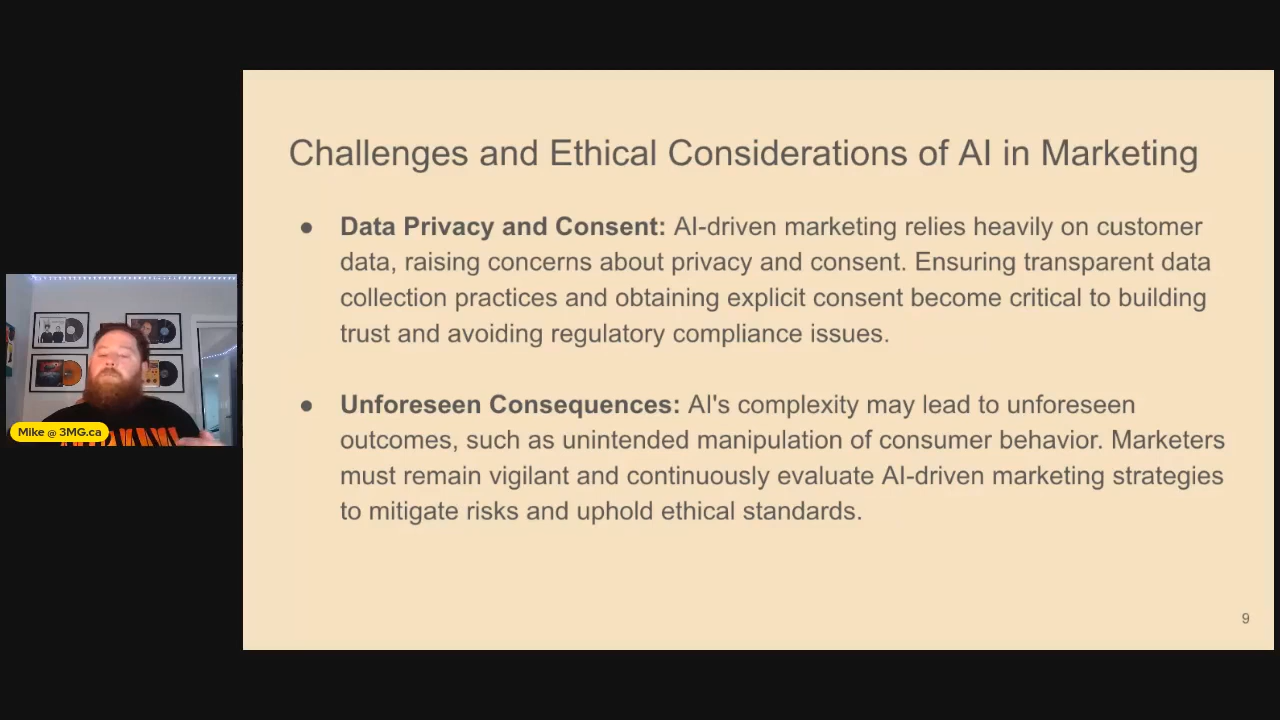 Challenges and Ethical Considerations of AI in Marketing
● Data Privacy and Consent: AI-driven marketing relies heavily on customer
data, raising concerns about privacy and consent. Ensuring transparent data
collection practices and obtaining explicit consent become critical to building
trust and avoiding regulatory compliance issues.
● Unforeseen Consequences: AI's complexity may lead to unforeseen
outcomes, such as unintended manipulation of consumer behavior. Marketers
must remain vigilant and continuously evaluate AI-driven marketing strategies
to mitigate risks and uphold ethical standards.
9
Mike @ 3MG.ca